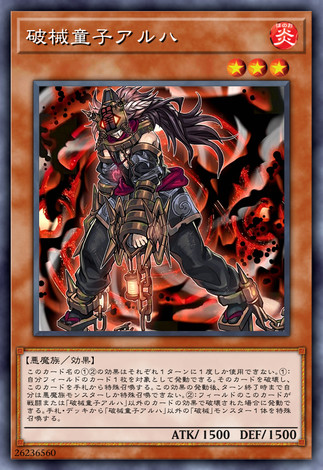 破械童子アルハ
炎
【悪魔族／効果】
このカード名の①②の効果はそれぞれ１ターンに１度しか使用できない。①：
自分フィールドのカード１枚を対象として発動できる。そのカードを破壊し、
このカードを手札から特殊召喚する。この効果の発動後、ターン終了時まで自
分は悪魔族モンスターしか特殊召喚できない。②：フィールドのこのカードが
戦闘または「破械童子アルハ」以外のカードの効果で破壊された場合に発動でき
る。手札・デッキから「破械童子アルハ」以外の「破械」モンスター１体を特殊
召喚する。
ATK/1500 DEF/1500
26236560